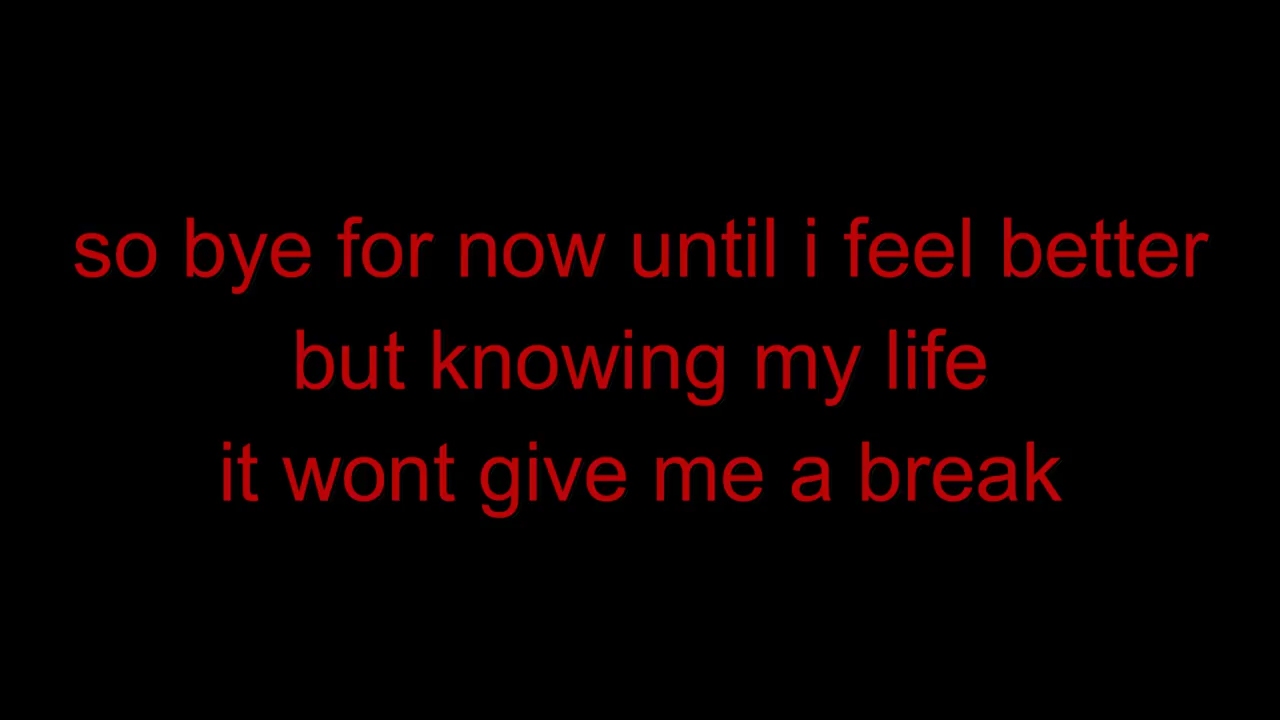 so bye for now until i feel better
but knowing my life
it wont give me a break